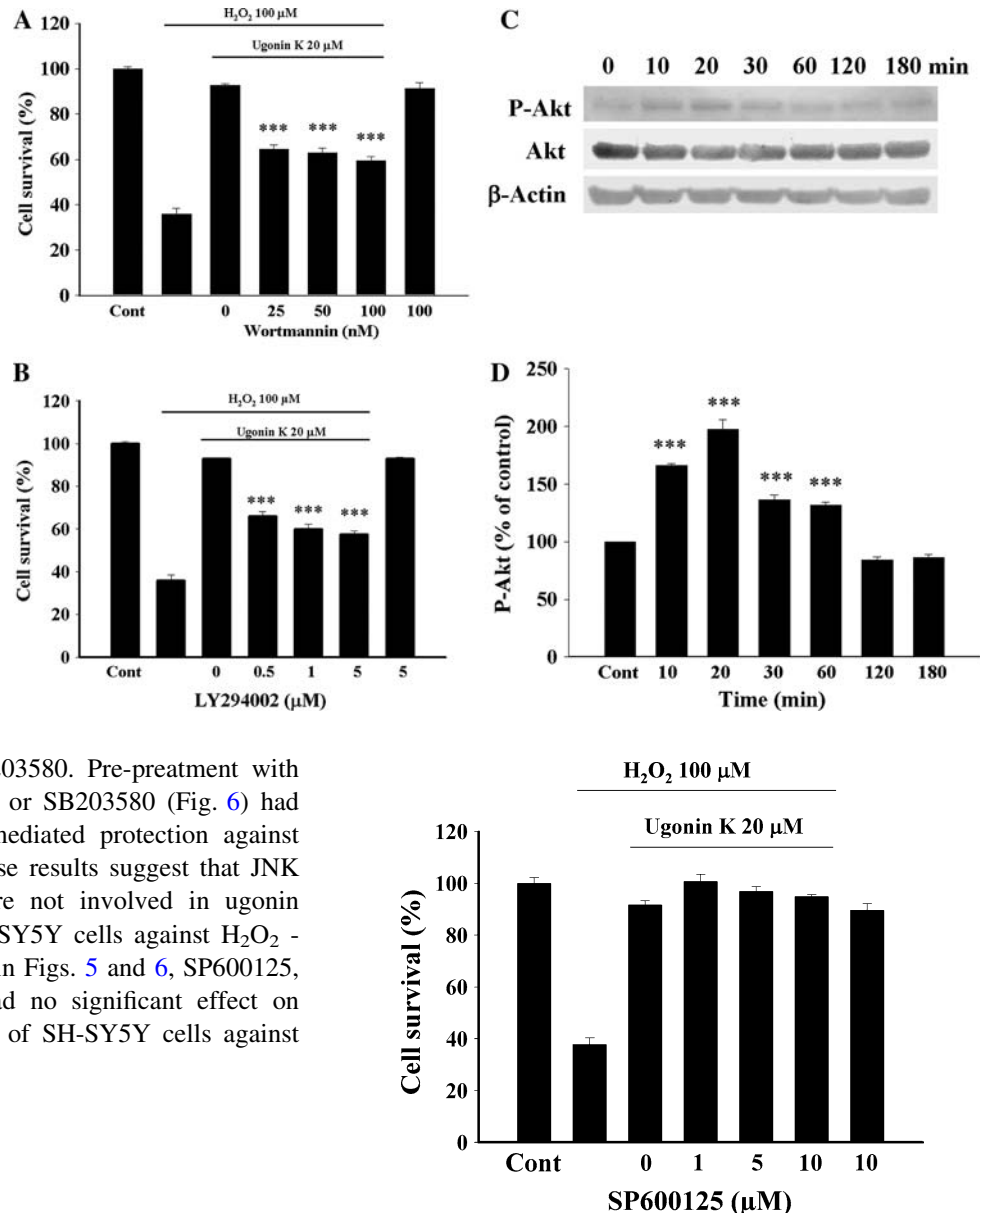 A
H₂O₂ 100 μM
Ugonin K 20 μM
Cell survival (%)
120
100
80
60
40
20
0
*** *** ***
Cont 0 25 50 100 100
Wortmannin (nM)
C
0 10 20 30 60 120 180 min
P-Akt
Akt
β-Actin
B
H₂O₂ 100 μM
Ugonin K 20 μM
Cell survival (%)
120
100
80
60
40
20
0
*** *** ***
Cont 0 0.5 1 5 5
LY294002 (μM)
D
P-Akt (% of control)
250
200
150
100
50
0
*** *** *** ***
Cont 10 20 30 60 120 180
Time (min)
203580. Pre-pretreatment with
or SB203580 (Fig. 6) had
mediated protection against
se results suggest that JNK
re not involved in ugonin
SY5Y cells against H₂O₂ -
in Figs. 5 and 6, SP600125,
ad no significant effect on
of SH-SY5Y cells against
H₂O₂ 100 μM
Ugonin K 20 μM
Cell survival (%)
120
100
80
60
40
20
0
Cont 0 1 5 10 10
SP600125 (μM)